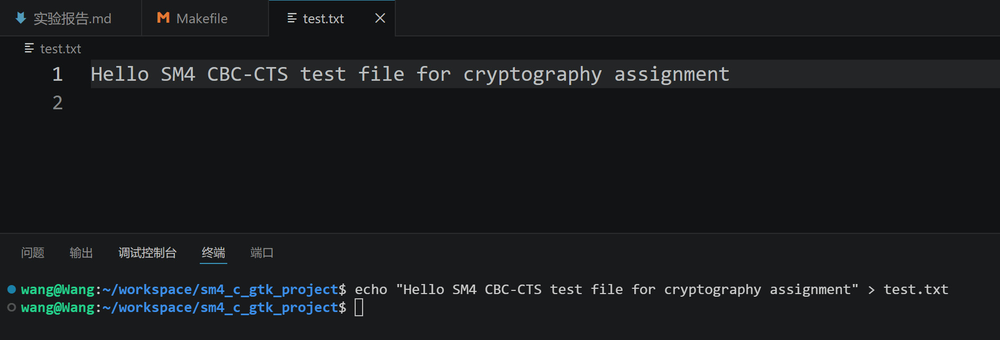 实验报告.md Makefile test.txt
test.txt
1 Hello SM4 CBC-CTS test file for cryptography assignment
2
问题 输出 调试控制台 终端 端口
wang@Wang:~/workspace/sm4_c_gtk_project$ echo "Hello SM4 CBC-CTS test file for cryptography assignment" > test.txt
wang@Wang:~/workspace/sm4_c_gtk_project$